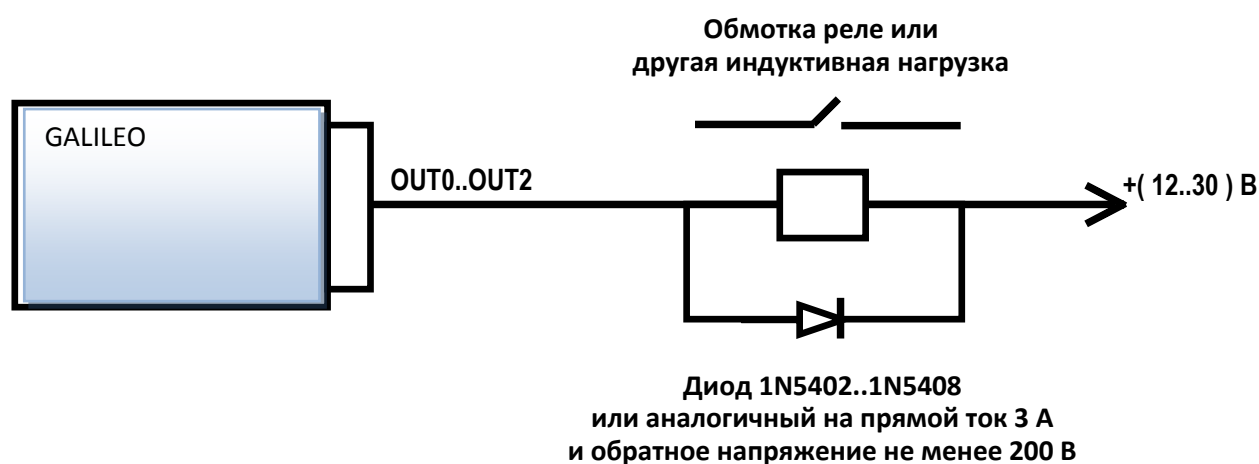 Обмотка реле или
другая индуктивная нагрузка
GALILEO
OUT0..OUT2
+( 12..30 ) В
Диод 1N5402..1N5408
или аналогичный на прямой ток 3 А
и обратное напряжение не менее 200 В